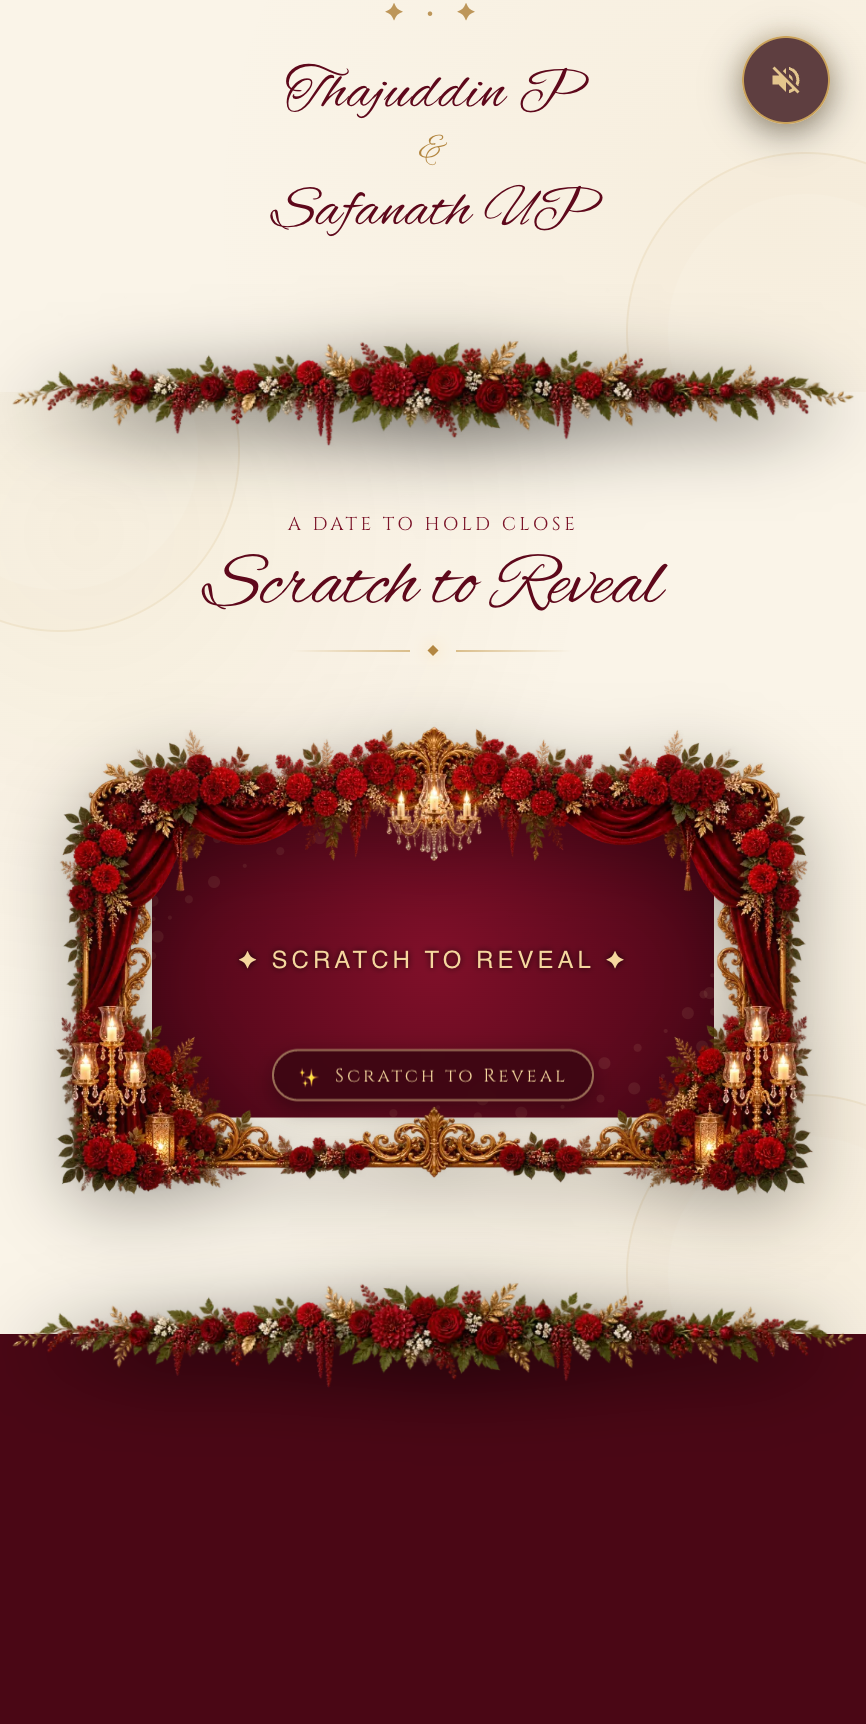 Thajuddin P
&
Safanath UP
A DATE TO HOLD CLOSE
Scratch to Reveal
✦ SCRATCH TO REVEAL ✦
✨ Scratch to Reveal